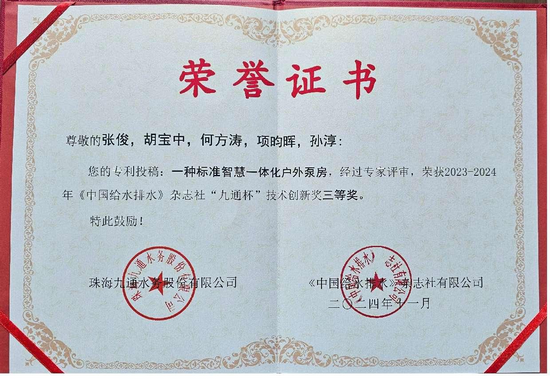 荣誉证书
尊敬的张俊，胡宝中，何方涛，项昀晖，孙淳：
您的专利投稿：一种标准智慧一体化户外泵房，经过专家评审，荣获2023-2024
年《中国给水排水》杂志社“九通杯”技术创新奖三等奖。
特此鼓励！
珠海九通水务股份有限公司
《中国给水排水》杂志社有限公司
二〇二四年十一月